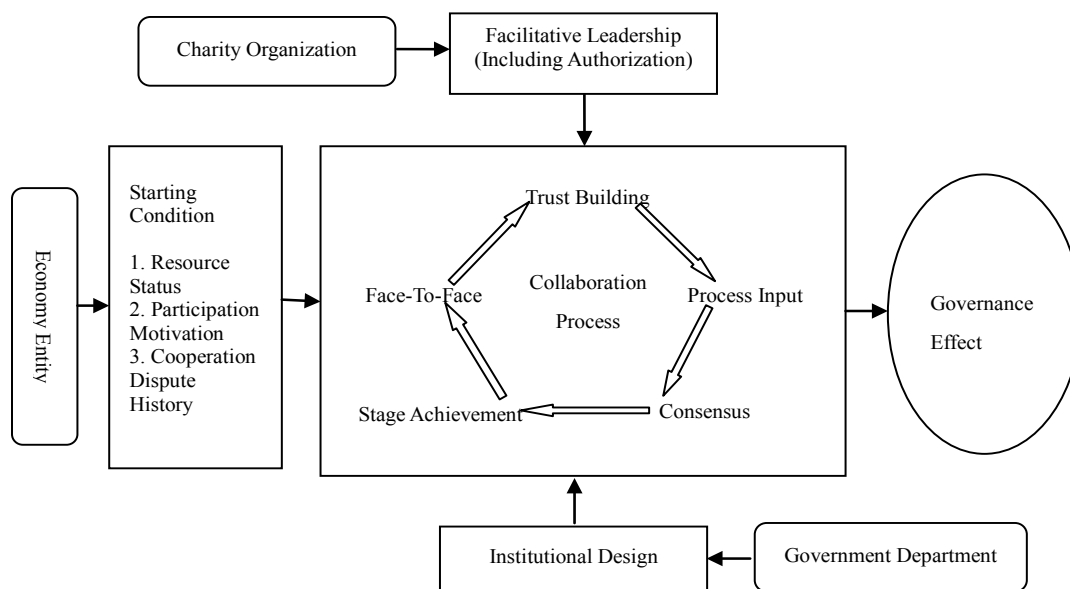 Charity Organization
Facilitative Leadership
(Including Authorization)
Economy Entity
Starting
Condition
1. Resource
Status
2. Participation
Motivation
3. Cooperation
Dispute
History
Trust Building
Face-To-Face
Collaboration
Process
Process Input
Stage Achievement
Consensus
Governance
Effect
Institutional Design
Government Department